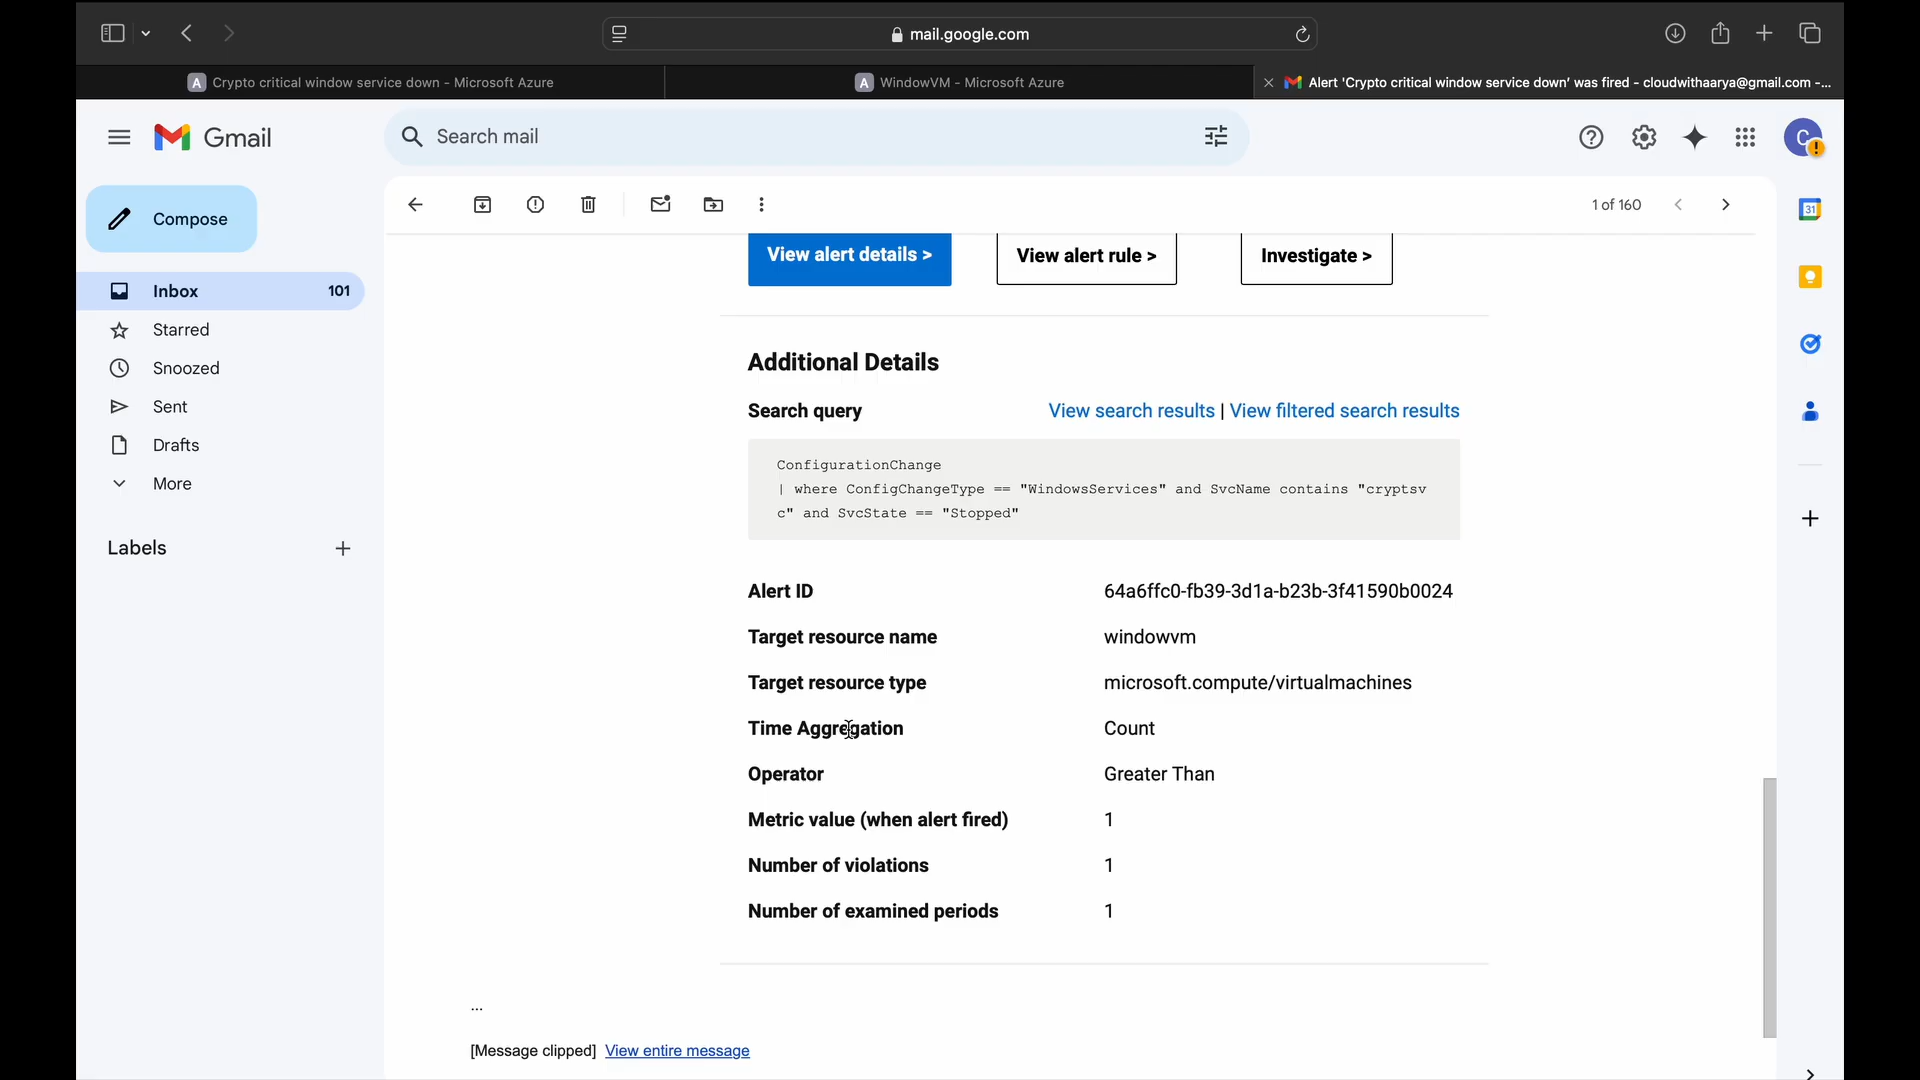 mail.google.com
A Crypto critical window service down - Microsoft Azure
A WindowVM - Microsoft Azure
Alert 'Crypto critical window service down' was fired - cloudwithaarya@gmail.com -...
Gmail
Search mail
C
!
Compose
1 of 160
31
Inbox 101
Starred
Snoozed
Sent
Drafts
More
Labels
View alert details >
View alert rule >
Investigate >
Additional Details
Search query
View search results | View filtered search results
ConfigurationChange
| where ConfigChangeType == "WindowsServices" and SvcName contains "cryptsv
c" and SvcState == "Stopped"
Alert ID 64a6ffc0-fb39-3d1a-b23b-3f41590b0024
Target resource name windowvm
Target resource type microsoft.compute/virtualmachines
Time Aggregation Count
Operator Greater Than
Metric value (when alert fired) 1
Number of violations 1
Number of examined periods 1
...
[Message clipped] View entire message